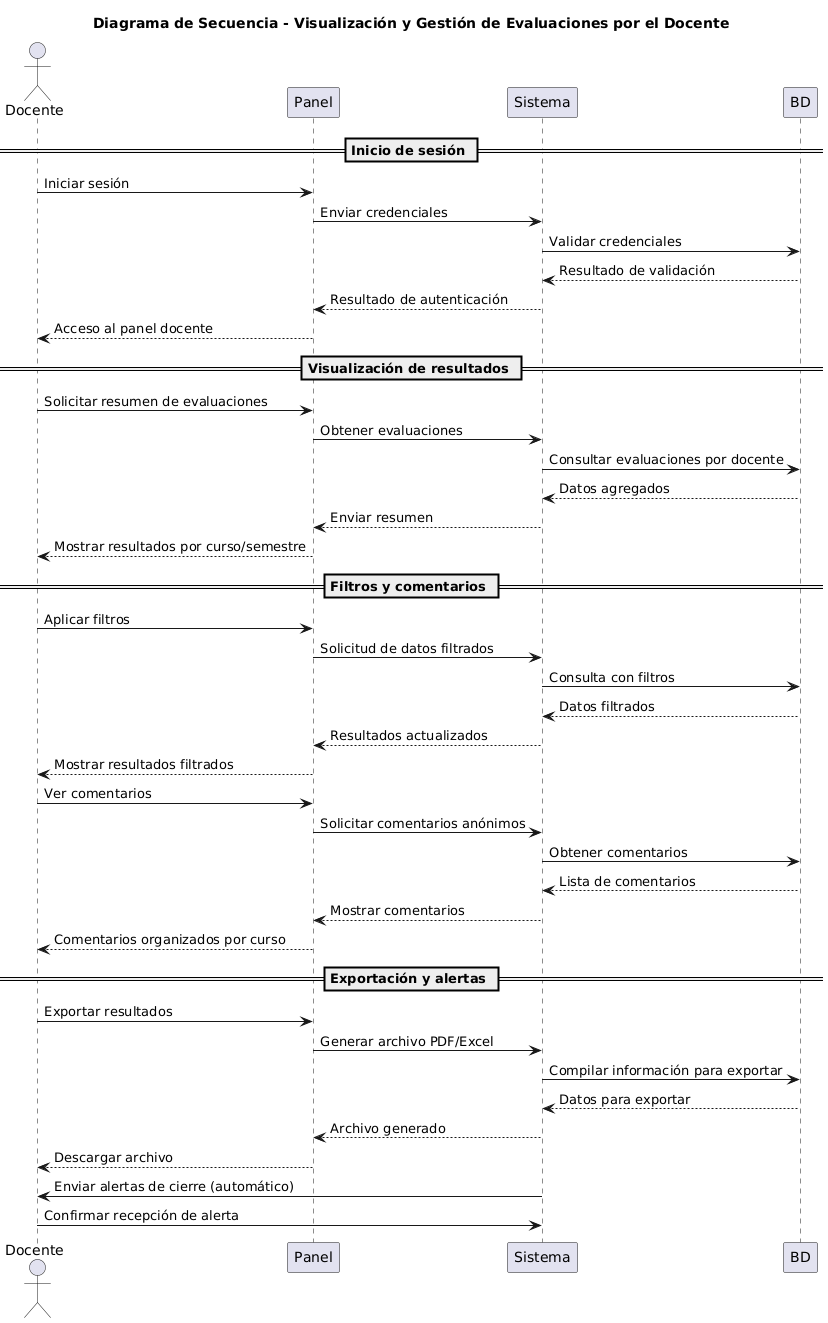 Diagrama de Secuencia - Visualización y Gestión de Evaluaciones por el Docente
Docente
Panel
Sistema
BD
Inicio de sesión
Iniciar sesión
Enviar credenciales
Validar credenciales
Resultado de validación
Resultado de autenticación
Acceso al panel docente
Visualización de resultados
Solicitar resumen de evaluaciones
Obtener evaluaciones
Consultar evaluaciones por docente
Datos agregados
Enviar resumen
Mostrar resultados por curso/semestre
Filtros y comentarios
Aplicar filtros
Solicitud de datos filtrados
Consulta con filtros
Datos filtrados
Resultados actualizados
Mostrar resultados filtrados
Ver comentarios
Solicitar comentarios anónimos
Obtener comentarios
Lista de comentarios
Mostrar comentarios
Comentarios organizados por curso
Exportación y alertas
Exportar resultados
Generar archivo PDF/Excel
Compilar información para exportar
Datos para exportar
Archivo generado
Descargar archivo
Enviar alertas de cierre (automático)
Confirmar recepción de alerta
Docente
Panel
Sistema
BD